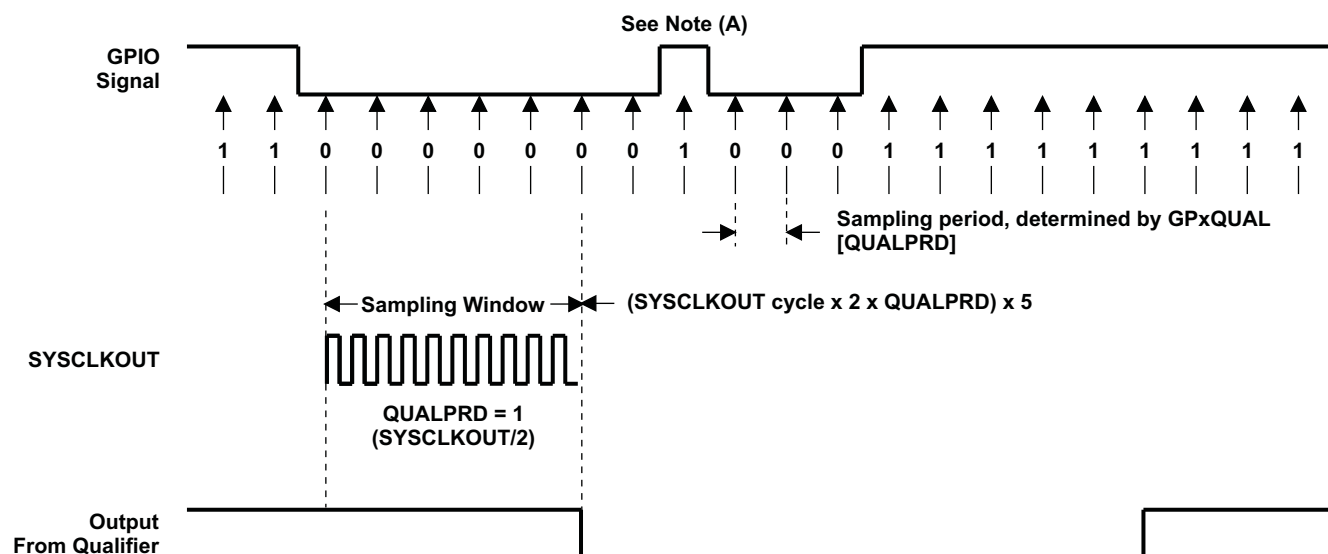 See Note (A)
GPIO
Signal
1 1 0 0 0 0 0 0 0 1 0 0 0 1 1 1 1 1 1 1 1 1
Sampling period, determined by GPxQUAL
[QUALPRD]
Sampling Window
(SYSCLKOUT cycle x 2 x QUALPRD) x 5
SYSCLKOUT
QUALPRD = 1
(SYSCLKOUT/2)
Output
From Qualifier